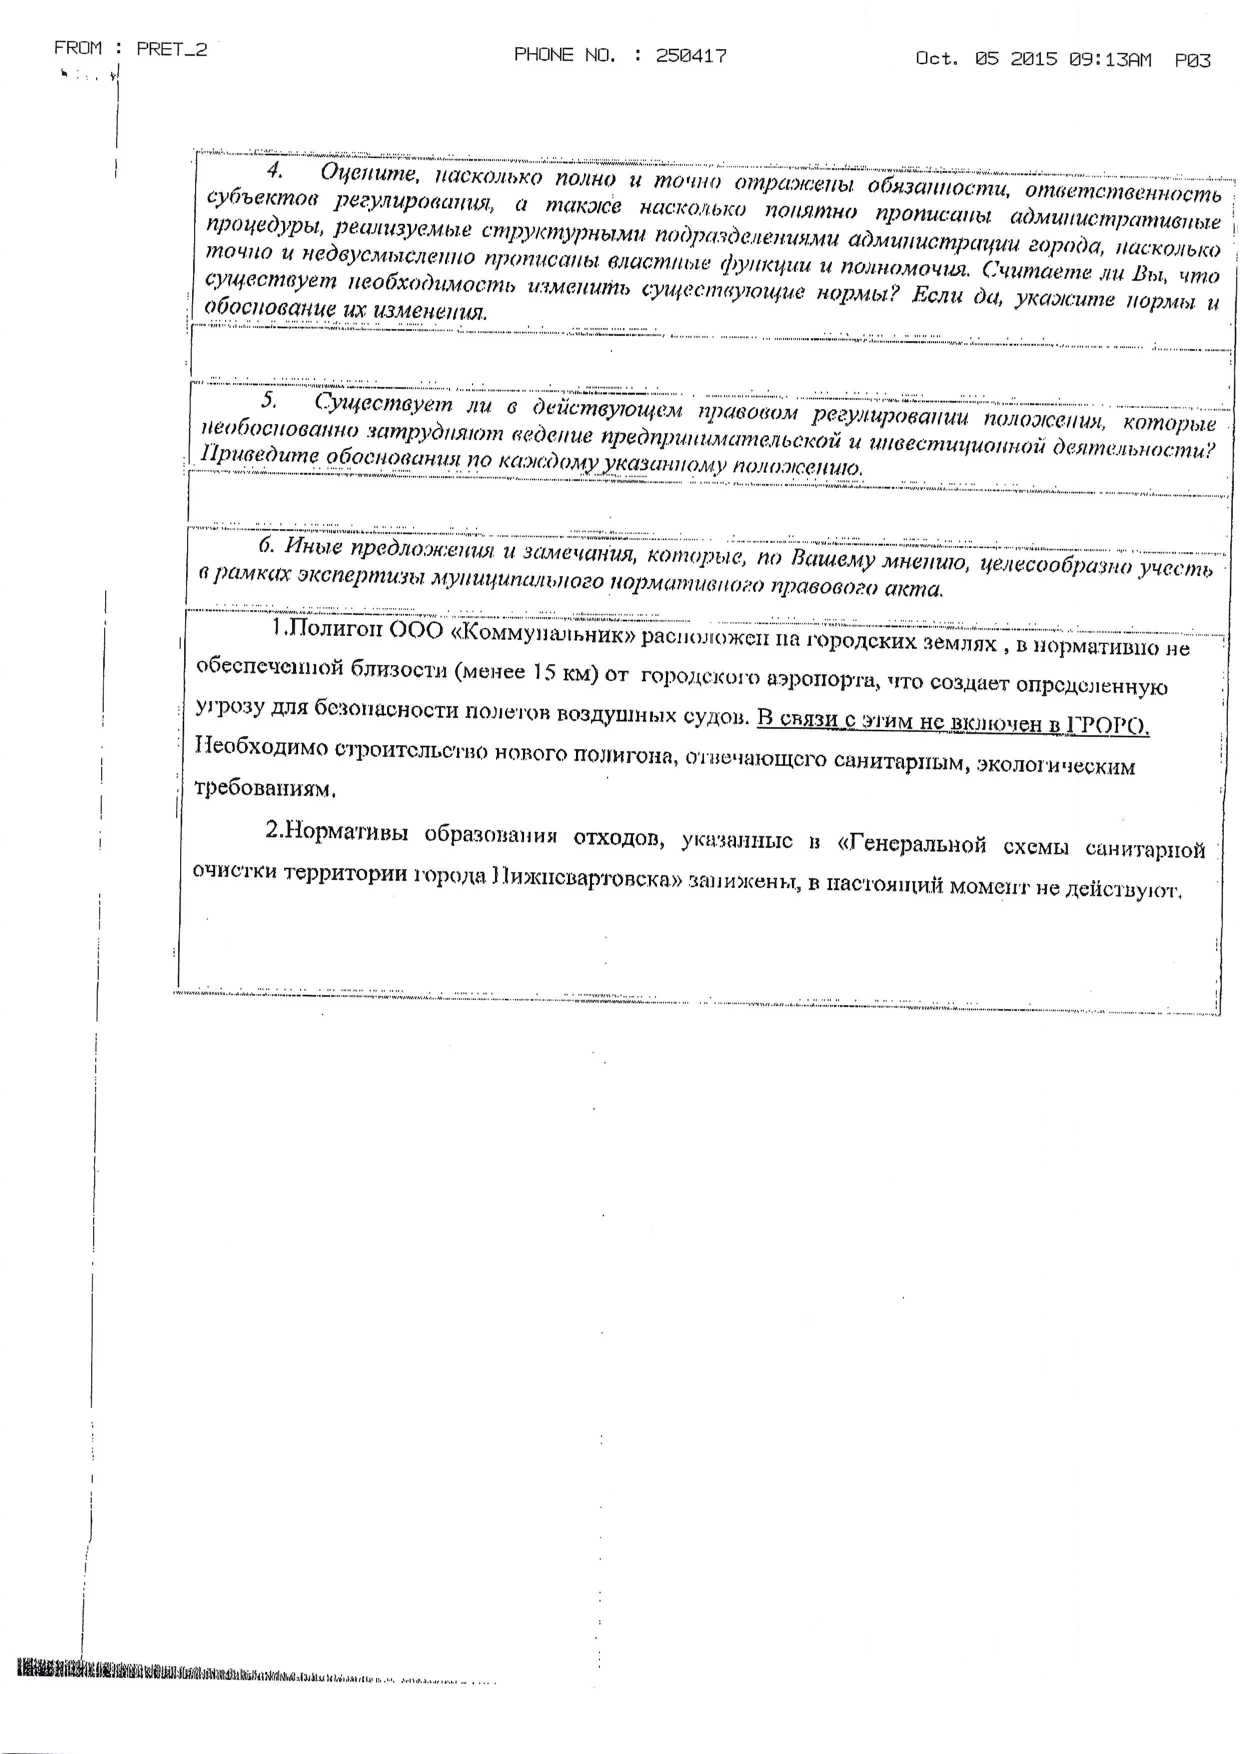 FROM : PRET_2 PHONE NO. : 250417 Oct. 05 2015 09:13AM P03
4. Оцените, насколько полно и точно отражены обязанности, ответственность
субъектов регулирования, а также насколько понятно прописаны административные
процедуры, реализуемые структурными подразделениями администрации города, насколько
точно и недвусмысленно прописаны властные функции и полномочия. Считаете ли Вы, что
существует необходимость изменить существующие нормы? Если да, укажите нормы и
обоснование их изменения.
5. Существует ли в действующем правовом регулировании положения, которые
необоснованно затрудняют ведение предпринимательской и инвестиционной деятельности?
Приведите обоснования по каждому указанному положению.
6. Иные предложения и замечания, которые, по Вашему мнению, целесообразно учесть
в рамках экспертизы муниципального нормативного правового акта.
1.Полигон ООО «Коммунальник» расположен на городских землях , в нормативно не
обеспеченной близости (менее 15 км) от городского аэропорта, что создает определенную
угрозу для безопасности полетов воздушных судов. В связи с этим не включен в ГРОРО.
Необходимо строительство нового полигона, отвечающего санитарным, экологическим
требованиям.
2.Нормативы образования отходов, указанные в «Генеральной схемы санитарной
очистки территории города Нижневартовска» занижены, в настоящий момент не действуют.